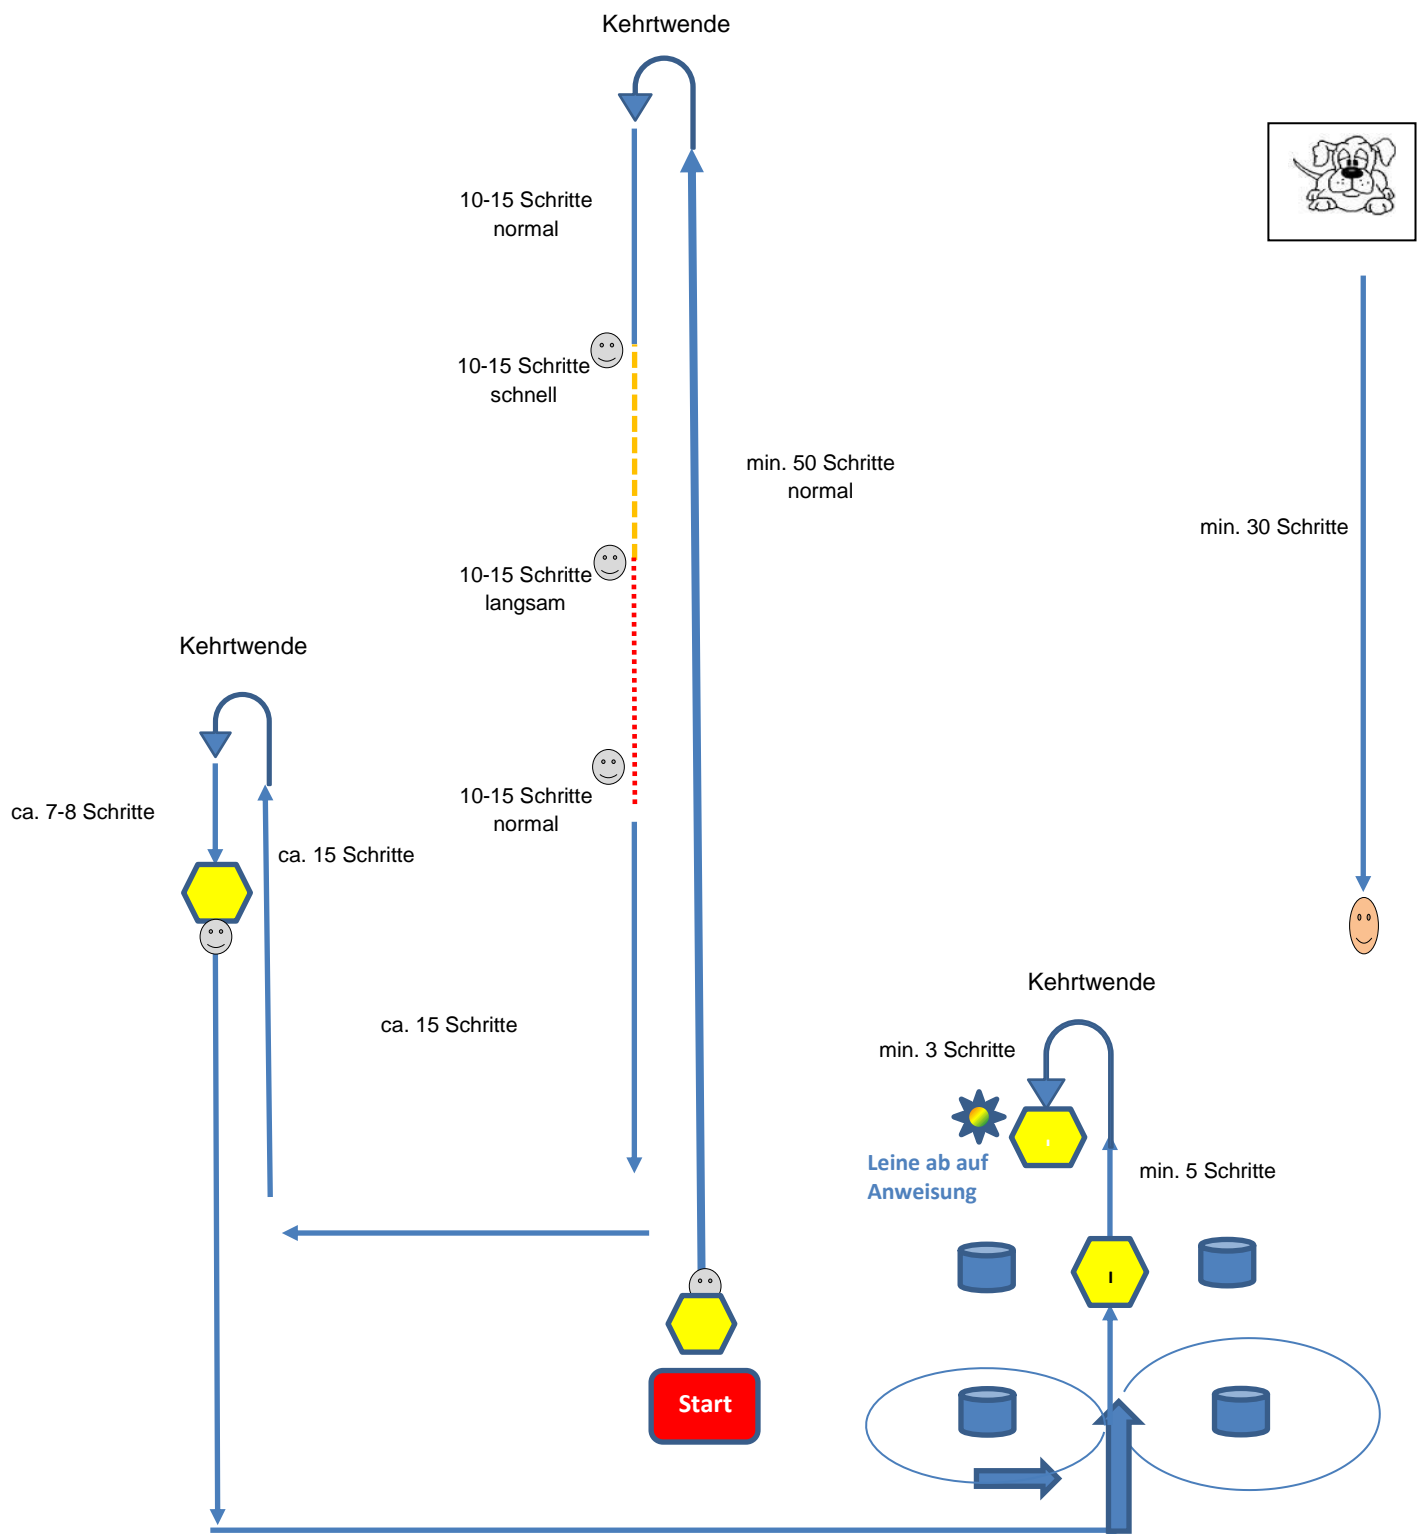 Kehrtwende
10-15 Schritte
normal
10-15 Schritte
schnell
min. 50 Schritte
normal
min. 30 Schritte
10-15 Schritte
langsam
Kehrtwende
10-15 Schritte
normal
ca. 7-8 Schritte
ca. 15 Schritte
ca. 15 Schritte
Kehrtwende
min. 3 Schritte
Leine ab auf
Anweisung
min. 5 Schritte
I
Start